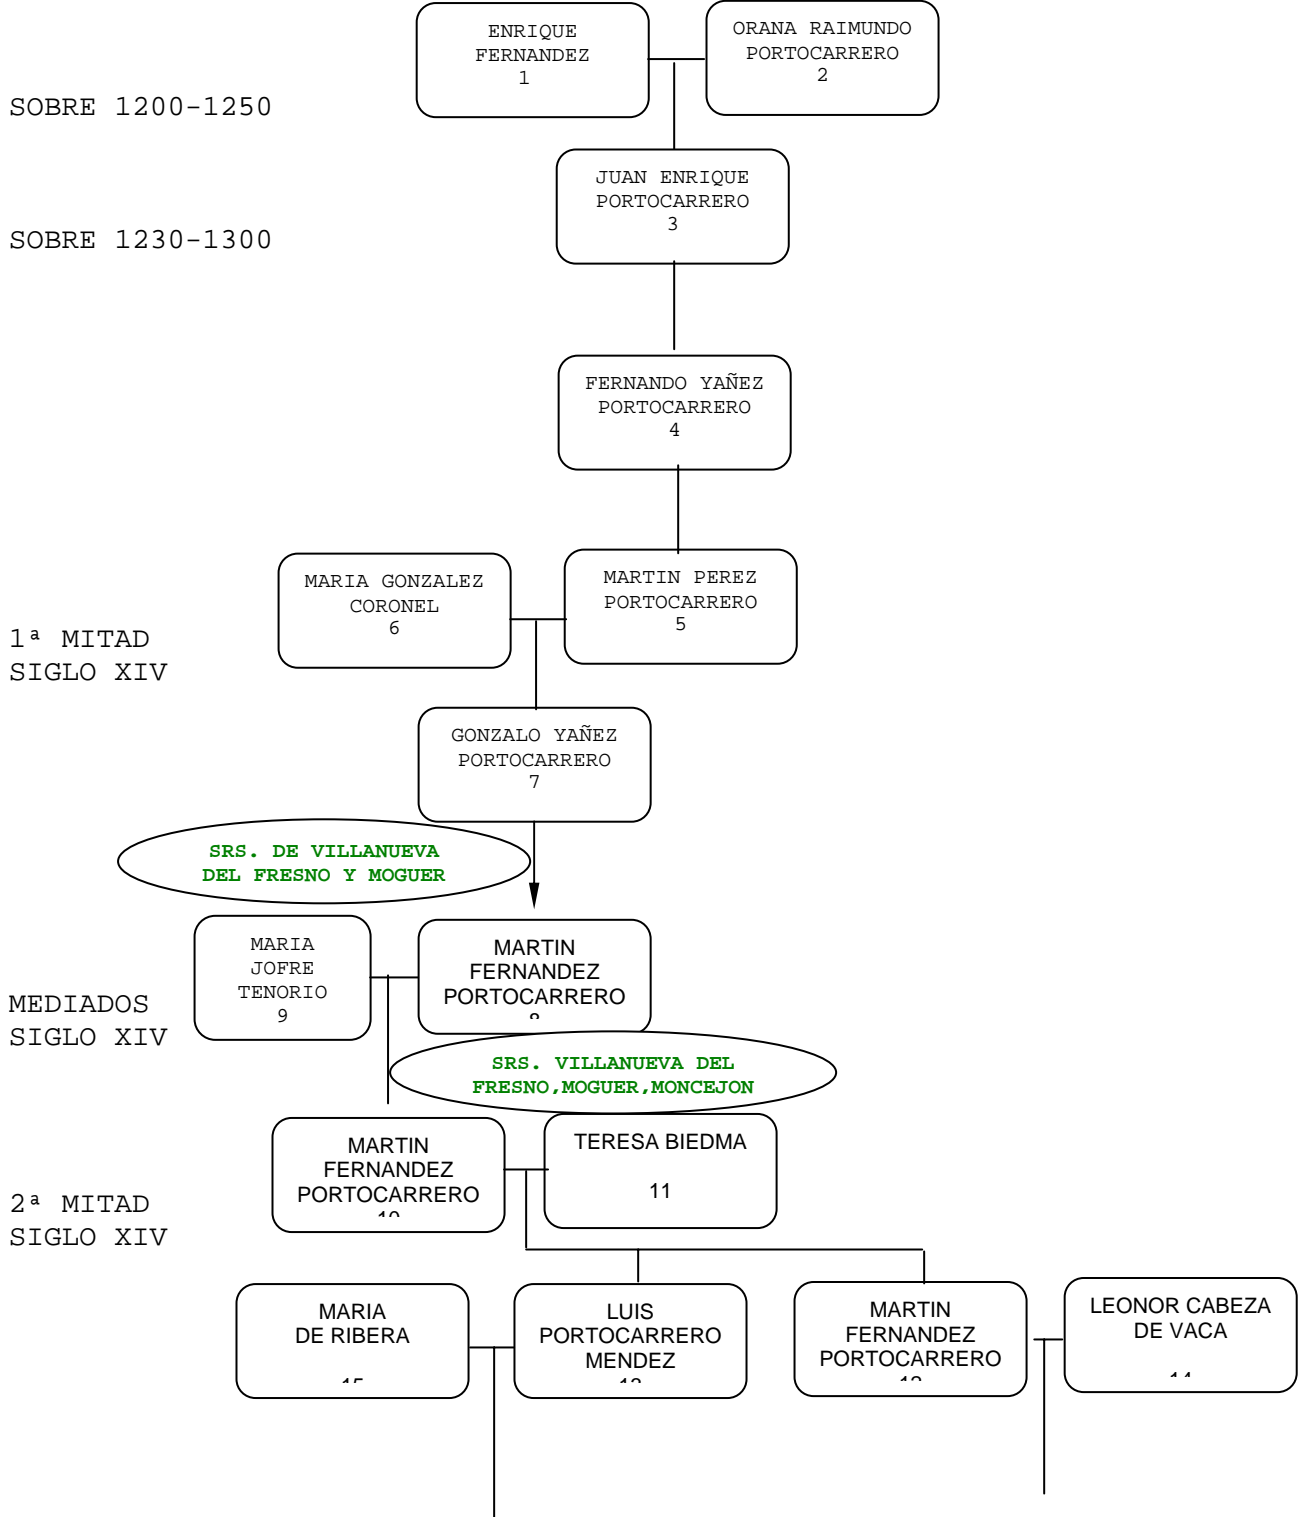 ENRIQUE
FERNANDEZ
1
ORANA RAIMUNDO
PORTOCARRERO
2
SOBRE 1200-1250
JUAN ENRIQUE
PORTOCARRERO
3
SOBRE 1230-1300
FERNANDO YAÑEZ
PORTOCARRERO
4
MARIA GONZALEZ
CORONEL
6
MARTIN PEREZ
PORTOCARRERO
5
1ª MITAD
SIGLO XIV
GONZALO YAÑEZ
PORTOCARRERO
7
SRS. DE VILLANUEVA
DEL FRESNO Y MOGUER
MARIA
JOFRE
TENORIO
9
MARTIN
FERNANDEZ
PORTOCARRERO
MEDIADOS
SIGLO XIV
SRS. VILLANUEVA DEL
FRESNO,MOGUER,MONCEJON
MARTIN
FERNANDEZ
PORTOCARRERO
10
TERESA BIEDMA
11
2ª MITAD
SIGLO XIV
MARIA
DE RIBERA
15
LUIS
PORTOCARRERO
MENDEZ
MARTIN
FERNANDEZ
PORTOCARRERO
LEONOR CABEZA
DE VACA
14